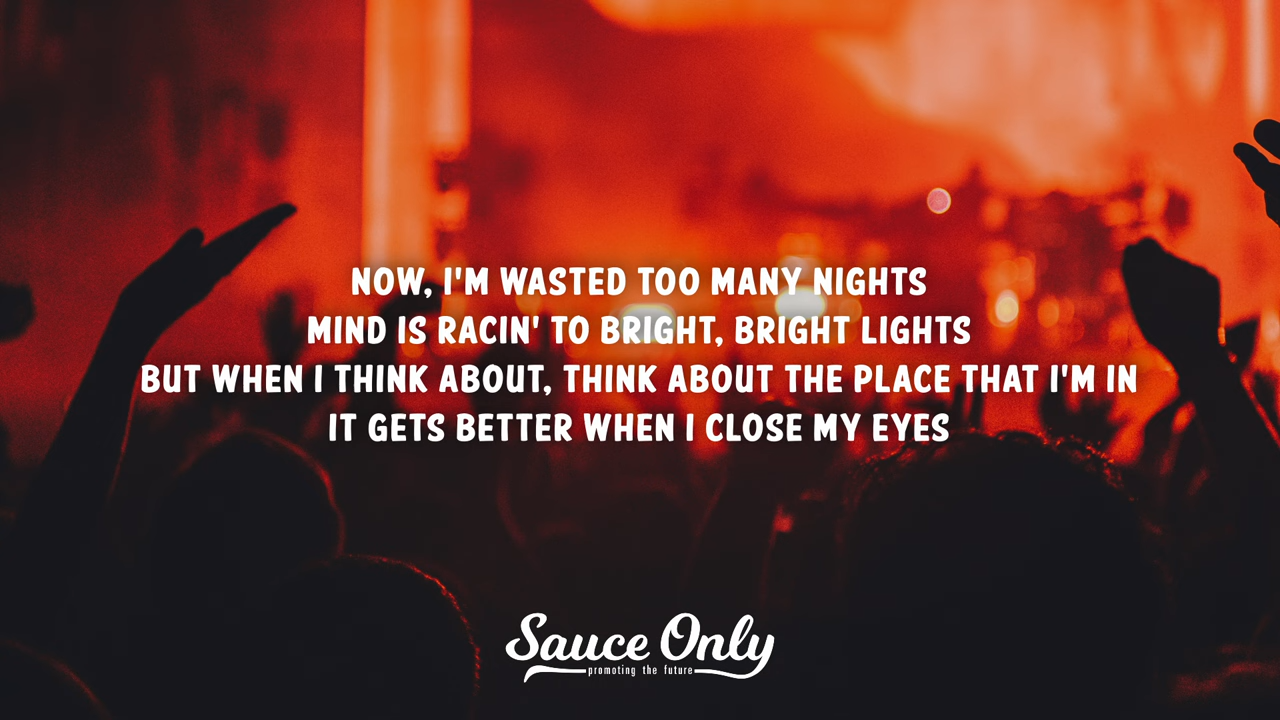 NOW, I'M WASTED TOO MANY NIGHTS
MIND IS RACIN' TO BRIGHT, BRIGHT LIGHTS
BUT WHEN I THINK ABOUT, THINK ABOUT THE PLACE THAT I'M IN
IT GETS BETTER WHEN I CLOSE MY EYES
Sauce Only
promoting the future